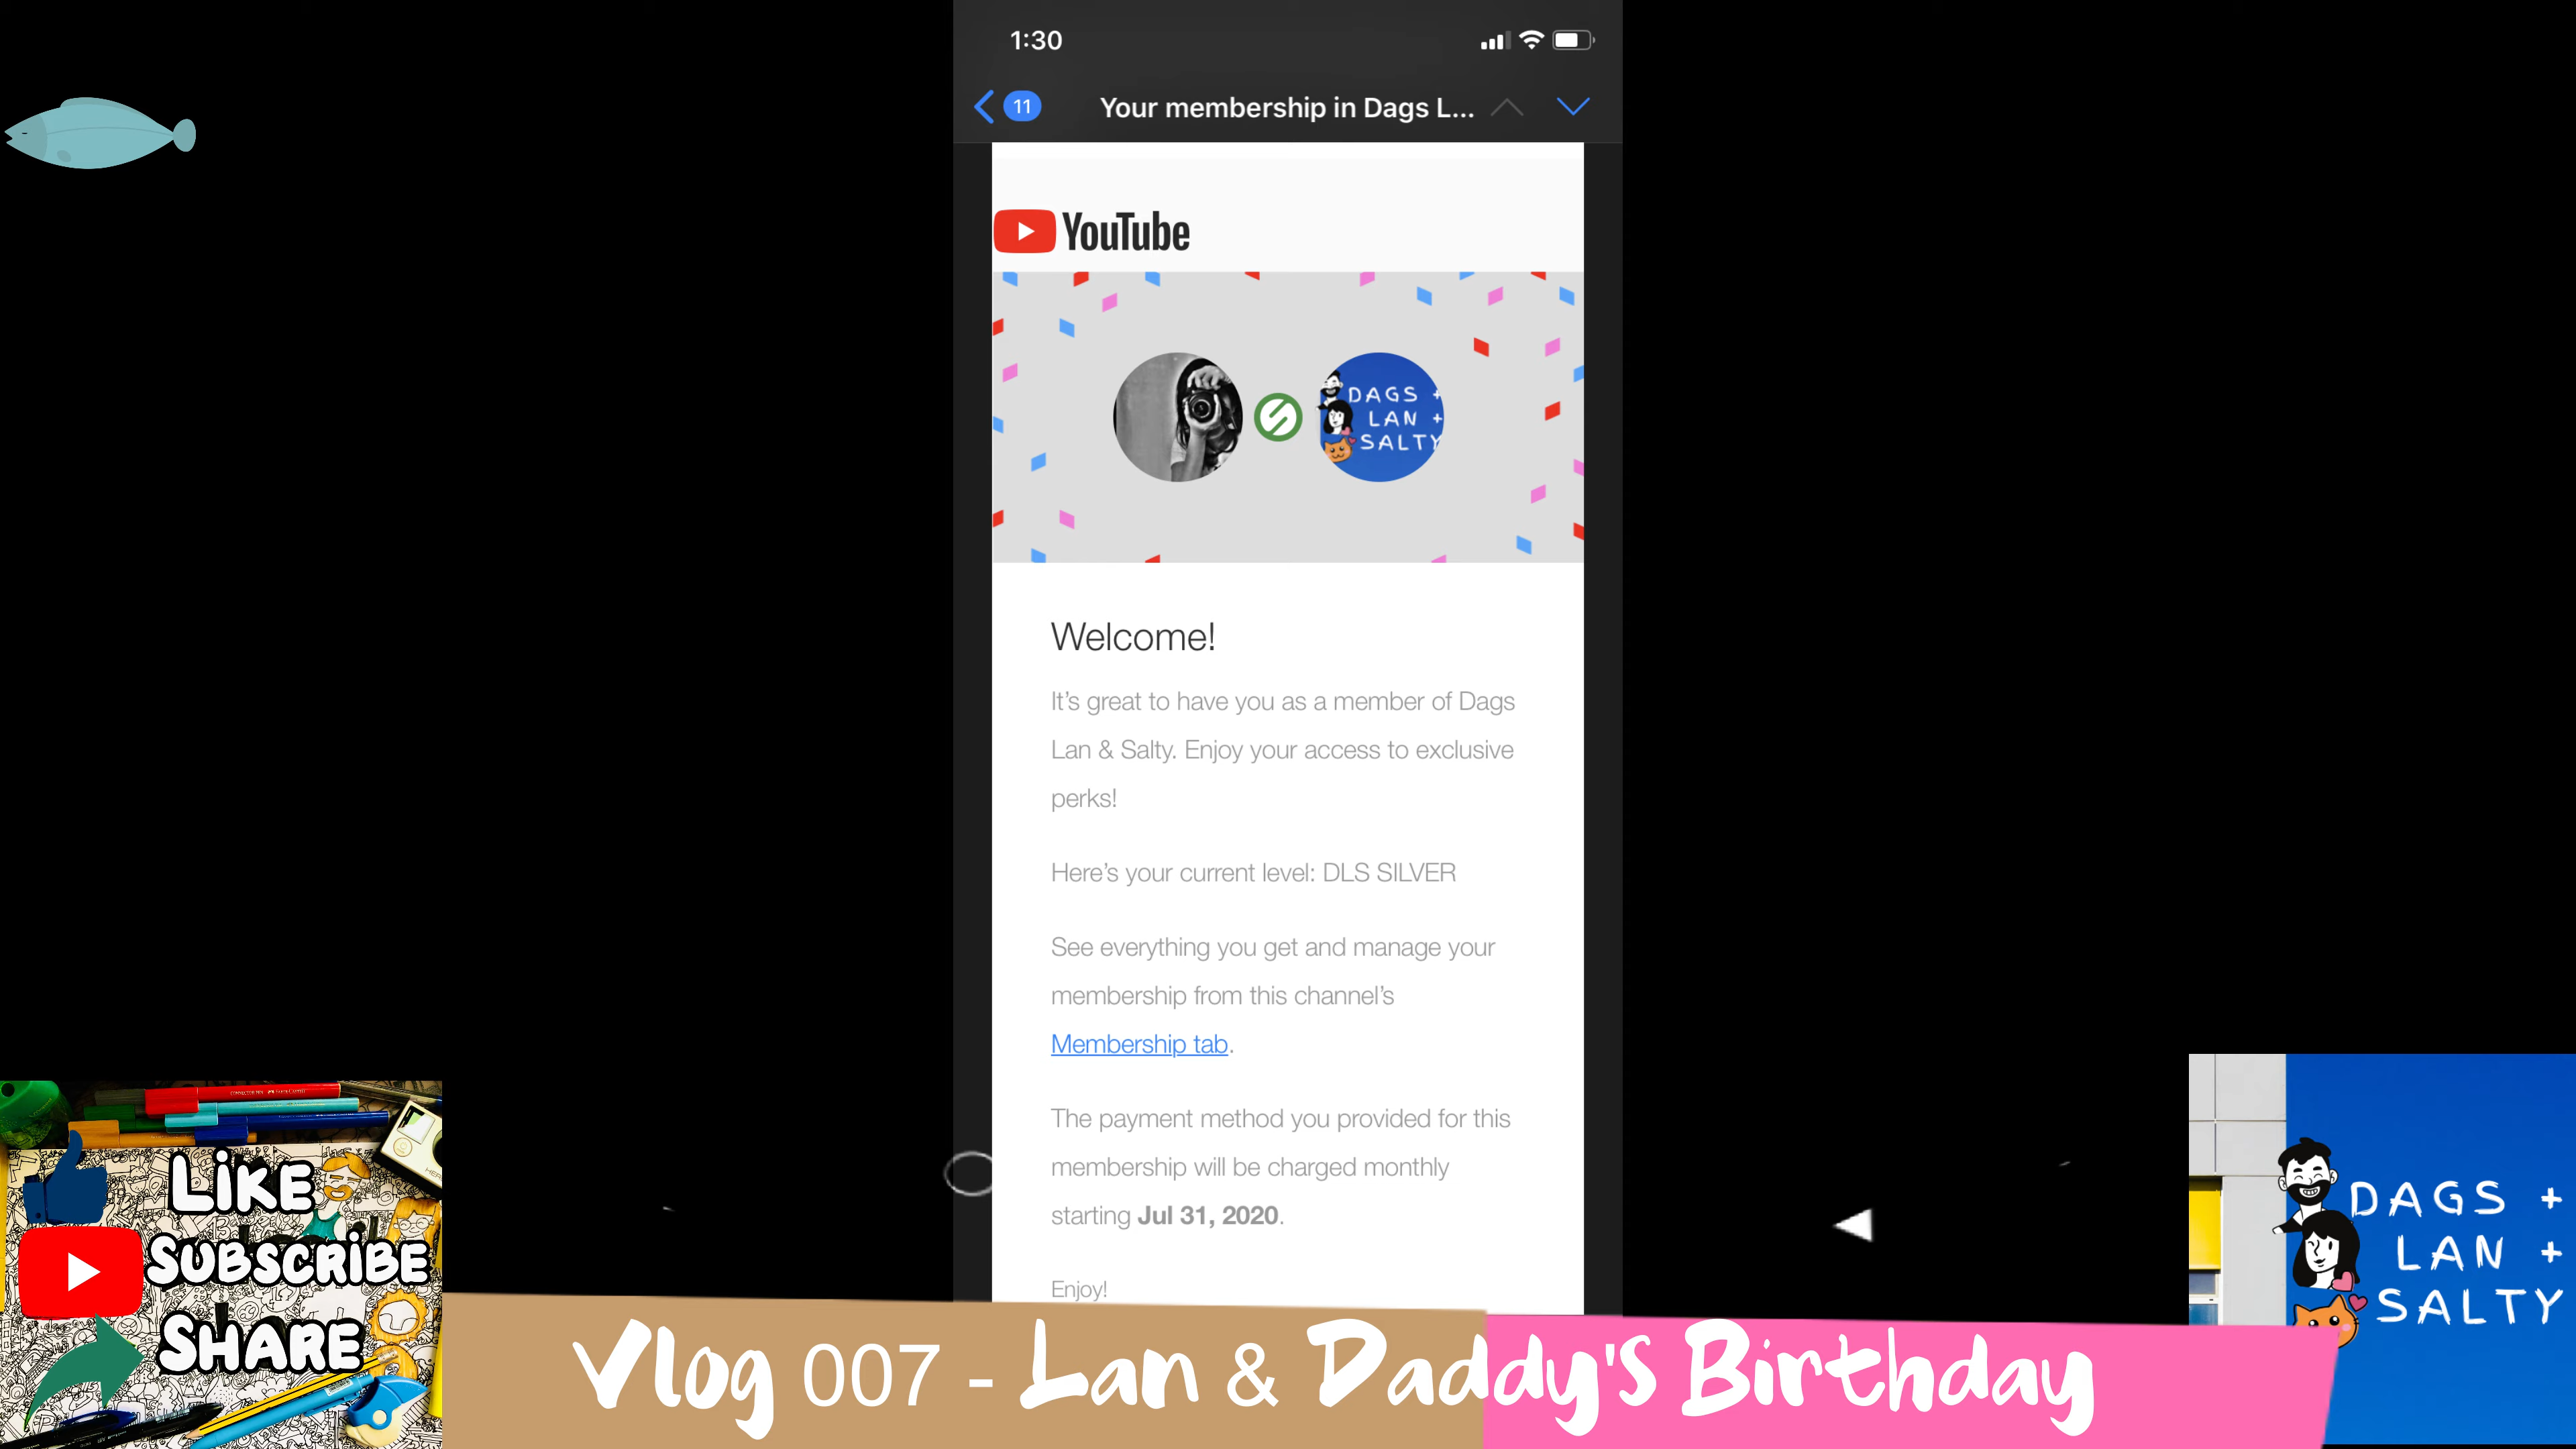 1:30
11
Your membership in Dags L...
YouTube
DAGS +
LAN +
SALTY
Welcome!
It's great to have you as a member of Dags
Lan & Salty. Enjoy your access to exclusive
perks!
Here's your current level: DLS SILVER
See everything you get and manage your
membership from this channel's
Membership tab.
The payment method you provided for this
membership will be charged monthly
starting Jul 31, 2020.
Enjoy!
LIKE
SUBSCRIBE
SHARE
DAGS +
LAN +
SALTY
Vlog 007 - Lan & Daddy's Birthday